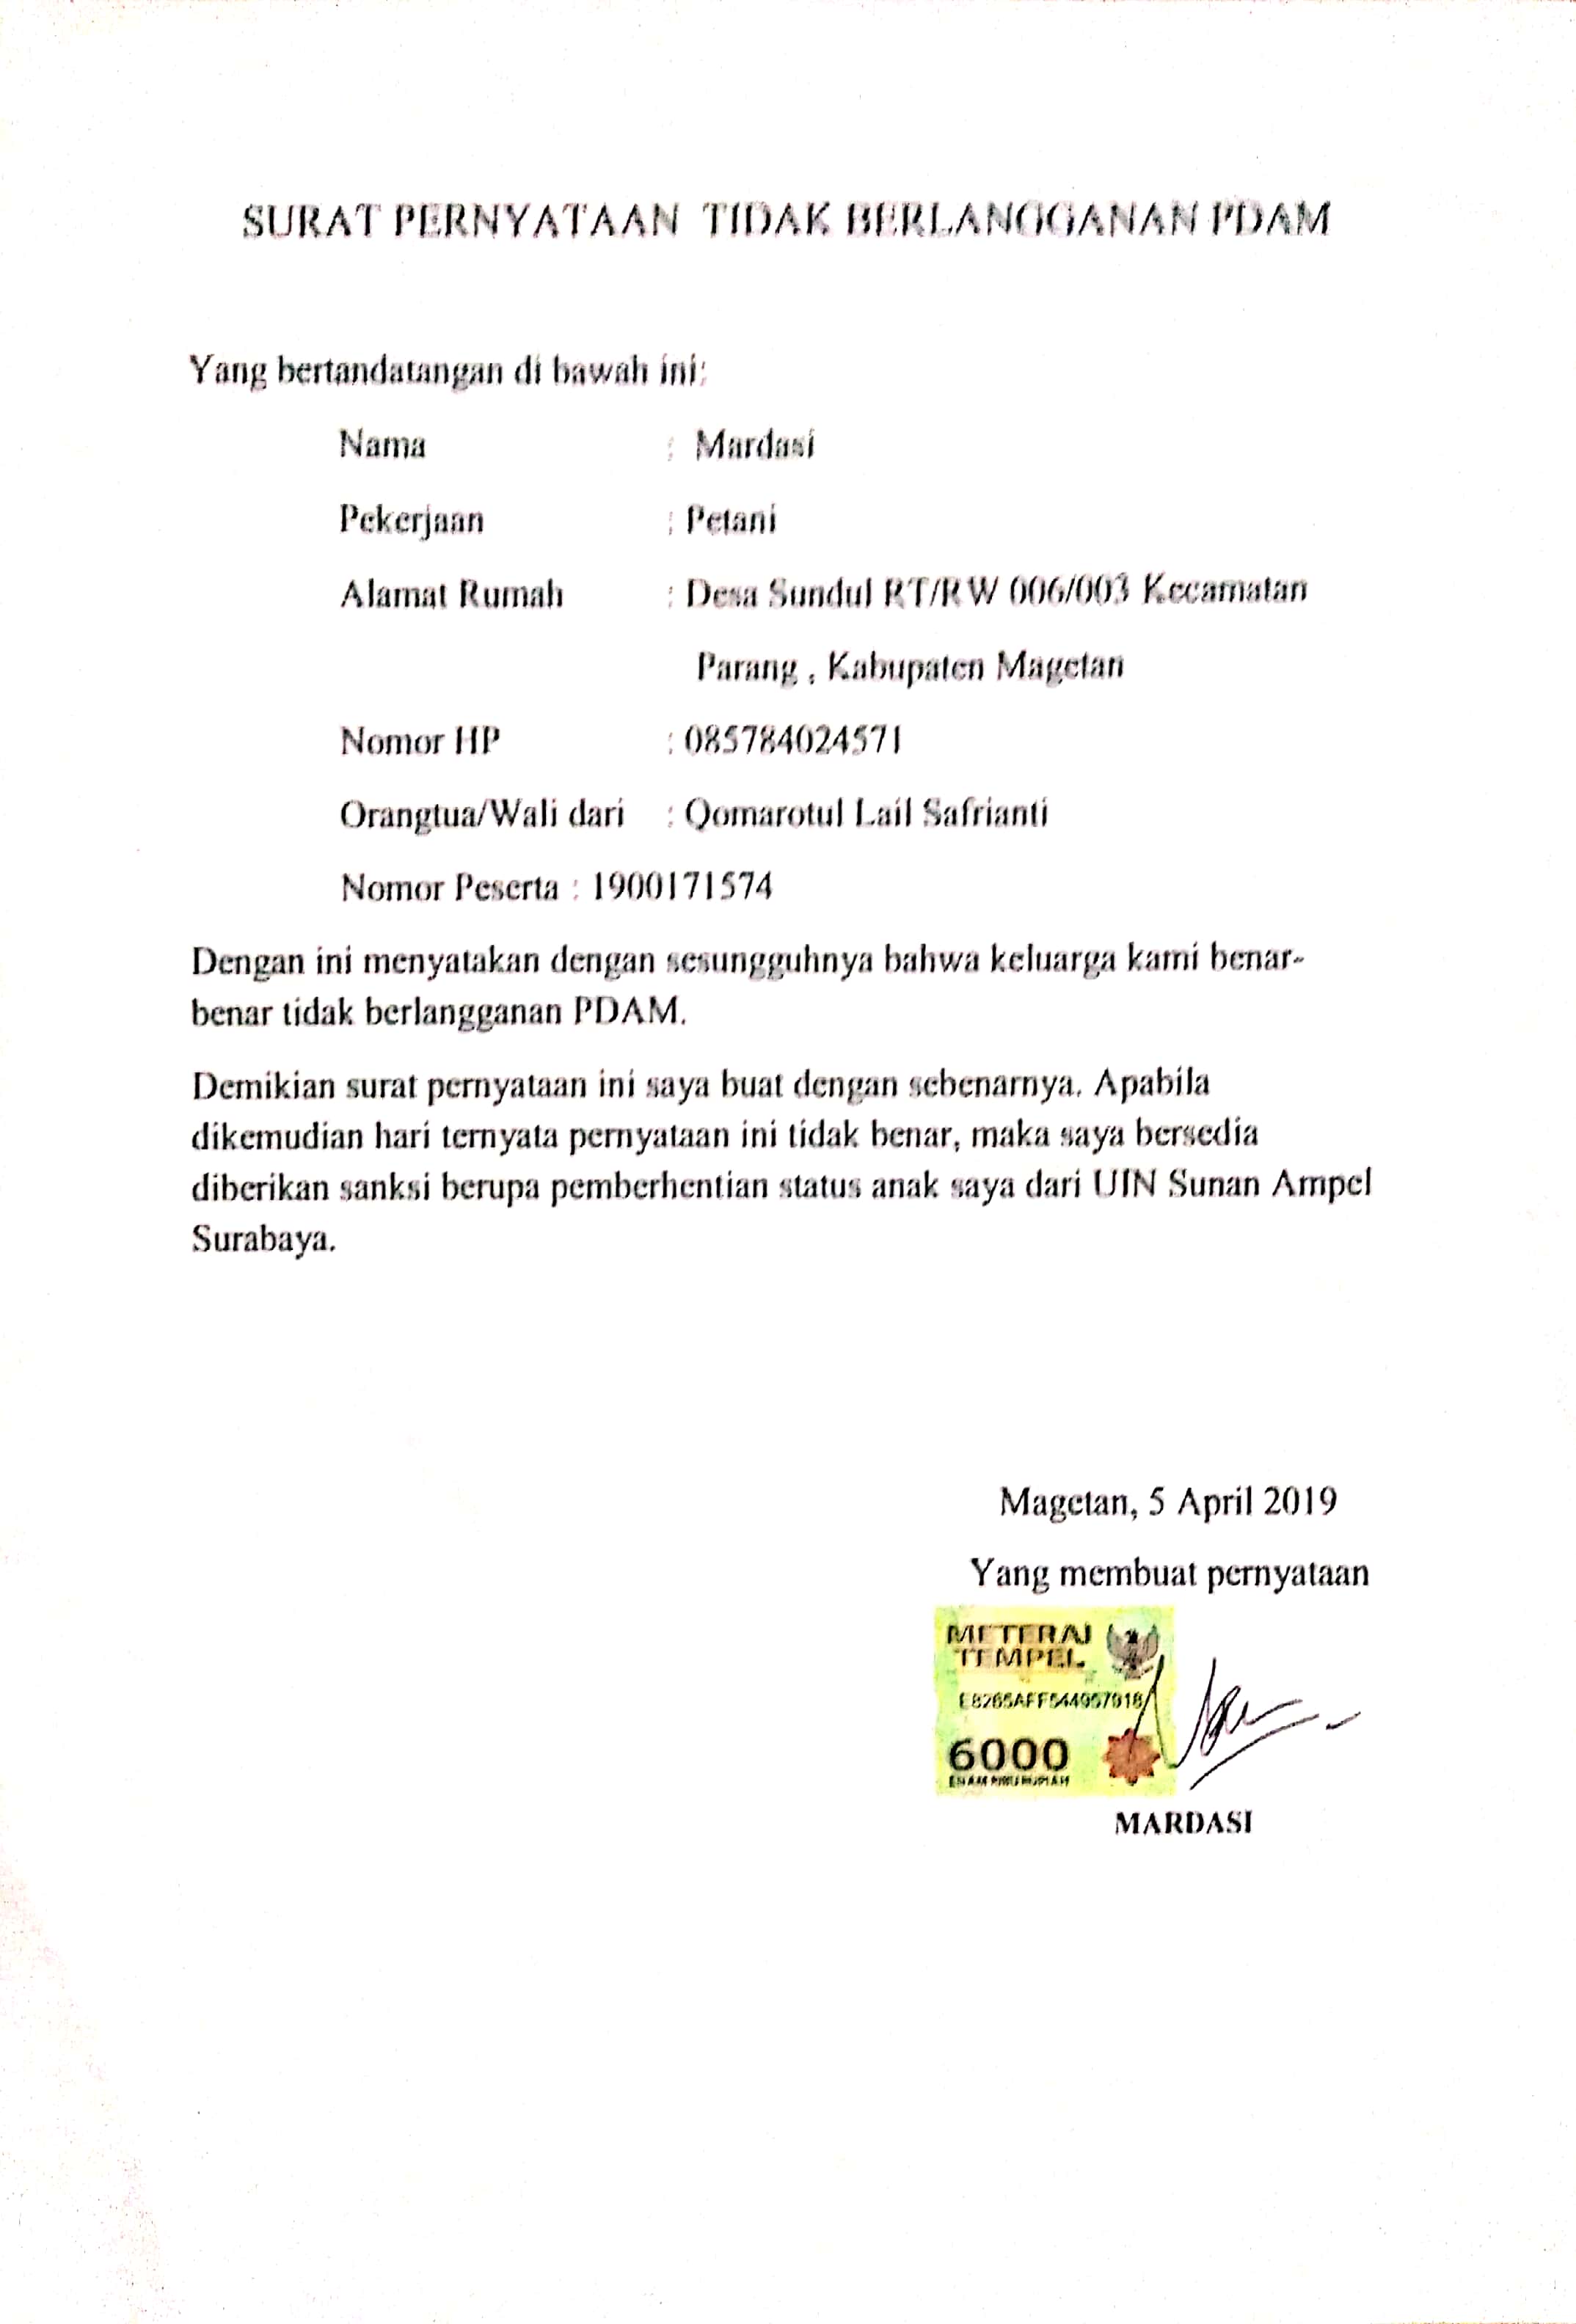 SURAT PERNYATAAN TIDAK BERLANGGANAN PDAM
Yang bertandatangan di bawah ini:
Nama : Mardasi
Pekerjaan : Petani
Alamat Rumah : Desa Sundul RT/RW 006/003 Kecamatan
Parang , Kabupaten Magetan
Nomor HP : 085784024571
Orangtua/Wali dari : Qomarotul Lail Safrianti
Nomor Peserta : 1900171574
Dengan ini menyatakan dengan sesungguhnya bahwa keluarga kami benar-
benar tidak berlangganan PDAM.
Demikian surat pernyataan ini saya buat dengan sebenarnya. Apabila
dikemudian hari ternyata pernyataan ini tidak benar, maka saya bersedia
diberikan sanksi berupa pemberhentian status anak saya dari UIN Sunan Ampel
Surabaya.
Magetan, 5 April 2019
Yang membuat pernyataan
METERAI
TEMPEL
6000
ENAM RIBU RUPIAH
MARDASI